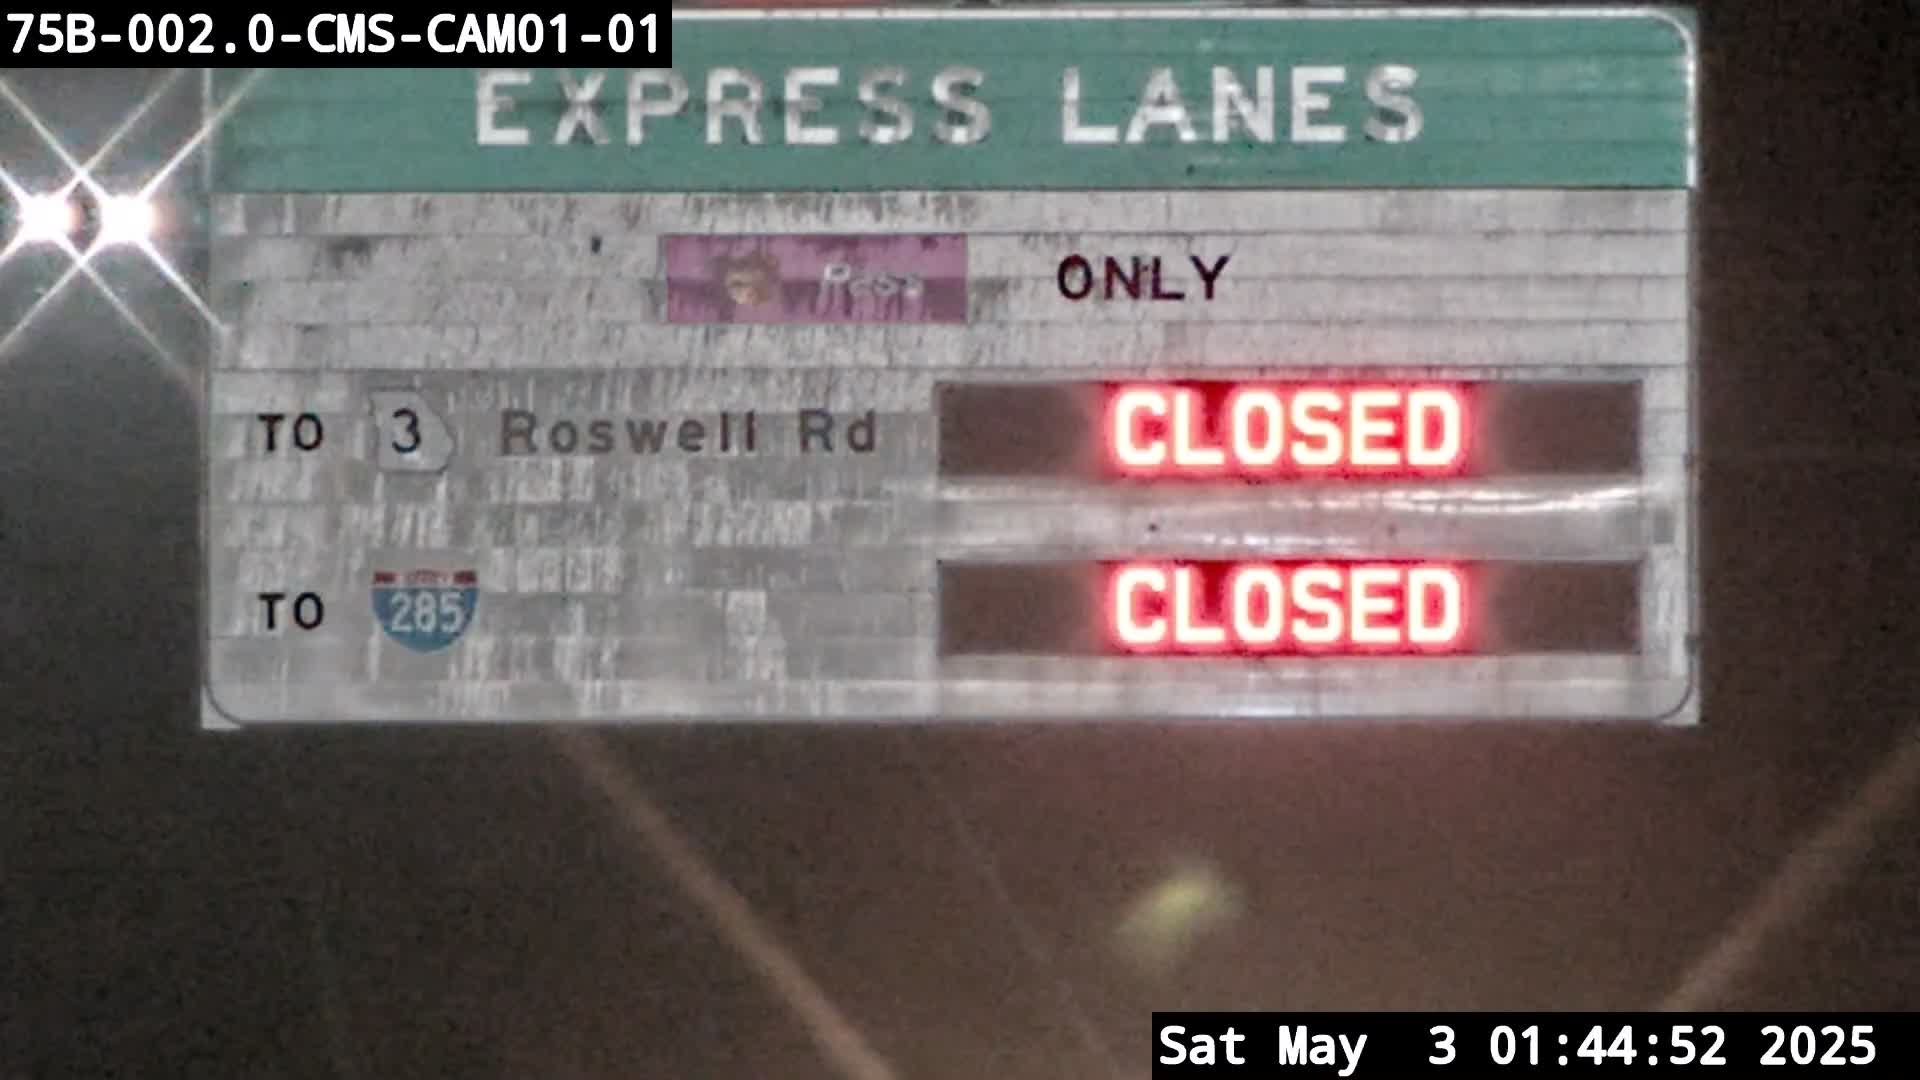 75B-002.0-CMS-CAM01-01
EXPRESS LANES
Pass ONLY
TO 3 Roswell Rd CLOSED
TO 285 CLOSED
Sat May 3 01:44:52 2025